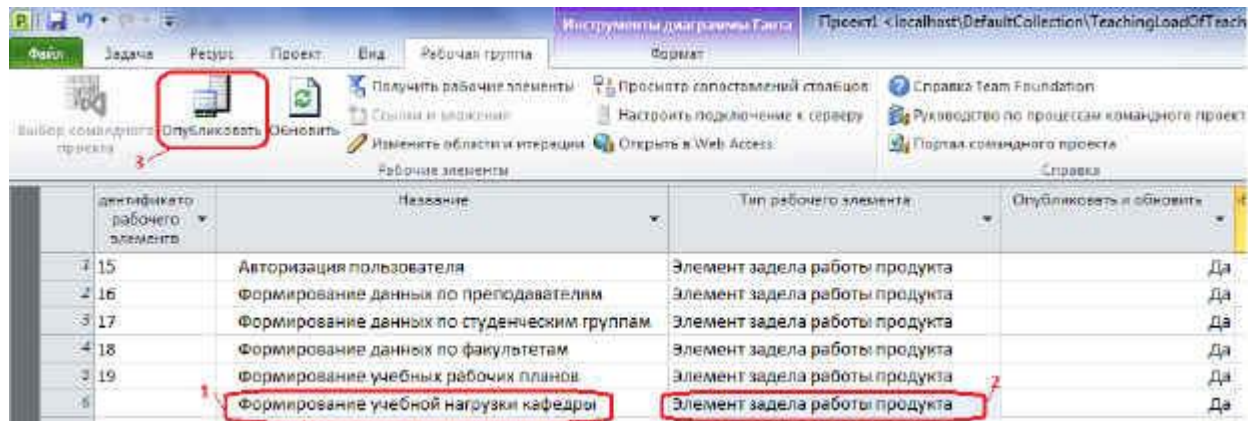 Инструменты диаграммы Ганта
Проект1 <localhost\DefaultCollection\TeachingLoadOfTeach
Файл Задача Ресурс Проект Вид Рабочая группа Формат
Выбор командного проекта
Опубликовать
Обновить
3
Получить рабочие элементы
Ссылки и вложения
Изменить области и итерации
Просмотр сопоставлений столбцов
Настроить подключение к серверу
Открыть в Web Access
Рабочие элементы
Справка Team Foundation
Руководство по процессам командного проект
Портал командного проекта
Справка
дентификато
рабочего
элемента
Название
Тип рабочего элемента
Опубликовать и обновить
1 15 Авторизация пользователя Элемент задела работы продукта Да
2 16 Формирование данных по преподавателям Элемент задела работы продукта Да
3 17 Формирование данных по студенческим группам Элемент задела работы продукта Да
4 18 Формирование данных по факультетам Элемент задела работы продукта Да
5 19 Формирование учебных рабочих планов Элемент задела работы продукта Да
1 2
6 Формирование учебной нагрузки кафедры Элемент задела работы продукта Да